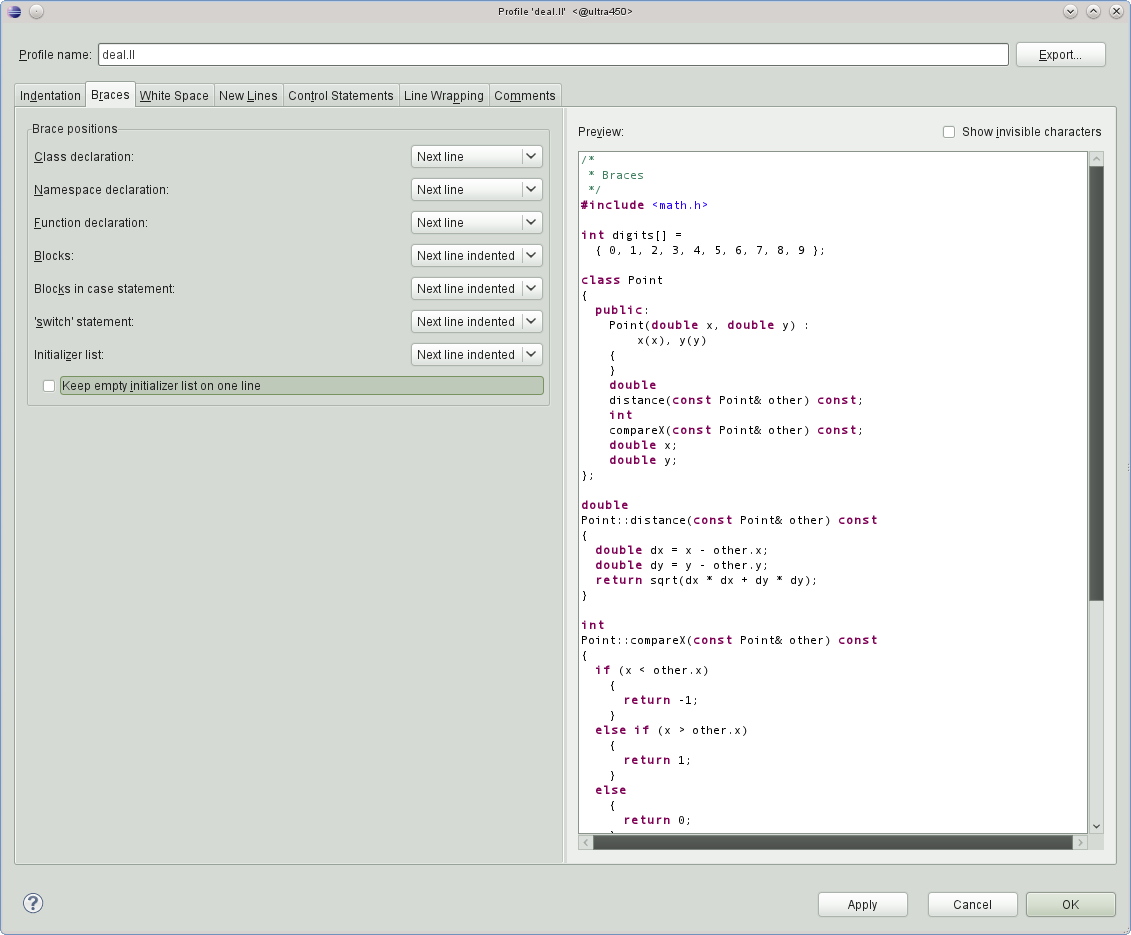 Profile 'deal.II' <@ultra450>
Profile name: deal.II Export...
Indentation Braces White Space New Lines Control Statements Line Wrapping Comments
Brace positions
Class declaration: Next line
Namespace declaration: Next line
Function declaration: Next line
Blocks: Next line indented
Blocks in case statement: Next line indented
'switch' statement: Next line indented
Initializer list: Next line indented
Keep empty initializer list on one line
Preview: Show invisible characters
/*
 * Braces
 */
#include <math.h>

int digits[] =
  { 0, 1, 2, 3, 4, 5, 6, 7, 8, 9 };

class Point
{
  public:
    Point(double x, double y) :
        x(x), y(y)
    {
    }
    double
    distance(const Point& other) const;
    int
    compareX(const Point& other) const;
    double x;
    double y;
};

double
Point::distance(const Point& other) const
{
  double dx = x - other.x;
  double dy = y - other.y;
  return sqrt(dx * dx + dy * dy);
}

int
Point::compareX(const Point& other) const
{
  if (x < other.x)
    {
      return -1;
    }
  else if (x > other.x)
    {
      return 1;
    }
  else
    {
      return 0;
? Apply Cancel OK